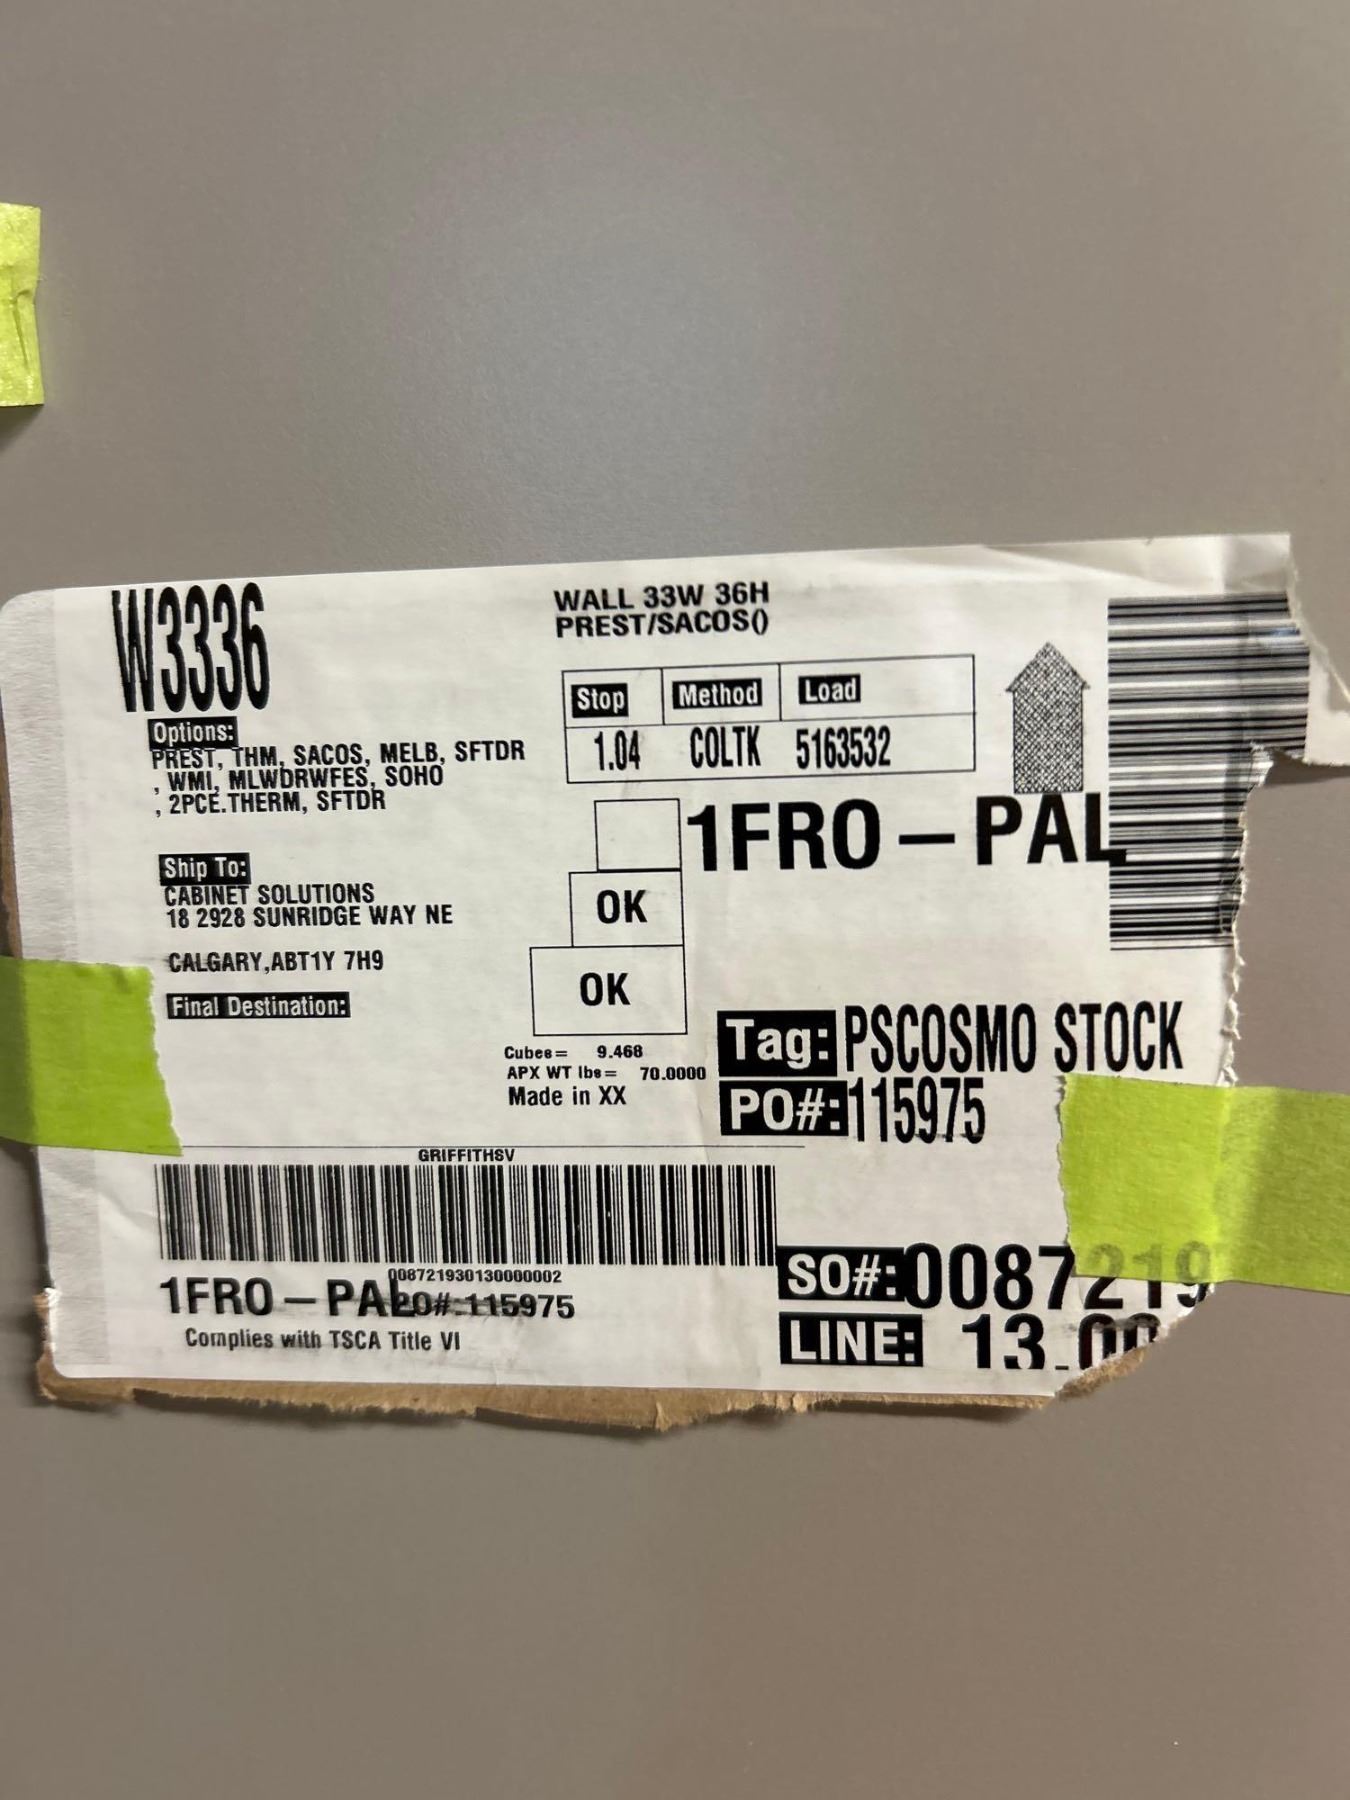 W3336
WALL 33W 36H
PREST/SACOS()
Options:
PREST, THM, SACOS, MELB, SFTDR
, WMI, MLWDRWFES, SOHO
, 2PCE.THERM, SFTDR
Stop Method Load
1.04 COLTK 5163532
1FRO – PAL
Ship To:
CABINET SOLUTIONS
18 2928 SUNRIDGE WAY NE
CALGARY,ABT1Y 7H9
Final Destination:
OK
OK
Cubes= 9.468
APX WT lbs= 70.0000
Made in XX
Tag: PSCOSMO STOCK
PO#: 115975
GRIFFITHSV
008721930130000002
1FRO – PAL PO#:115975
Complies with TSCA Title VI
SO#: 0087219
LINE: 13.00